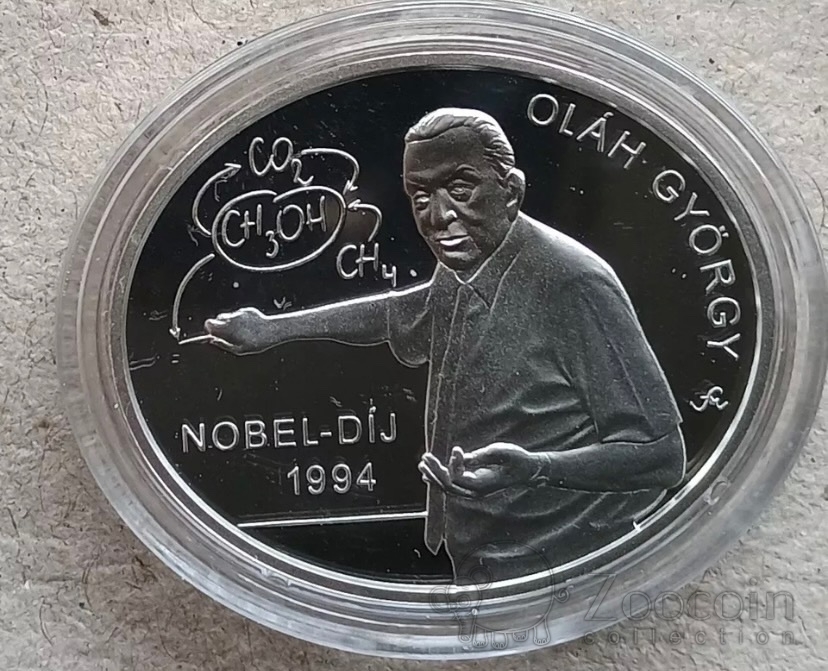 OLÁH GYÖRGY
CO2
CH3OH
CH4
NOBEL-DÍJ
1994
Zoocoin
collection